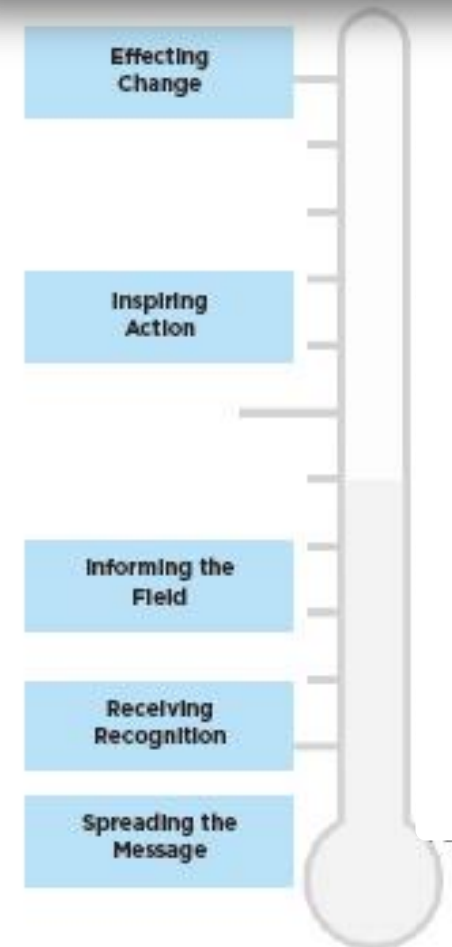 Effecting
Change
Inspiring
Action
Informing the
Field
Receiving
Recognition
Spreading the
Message